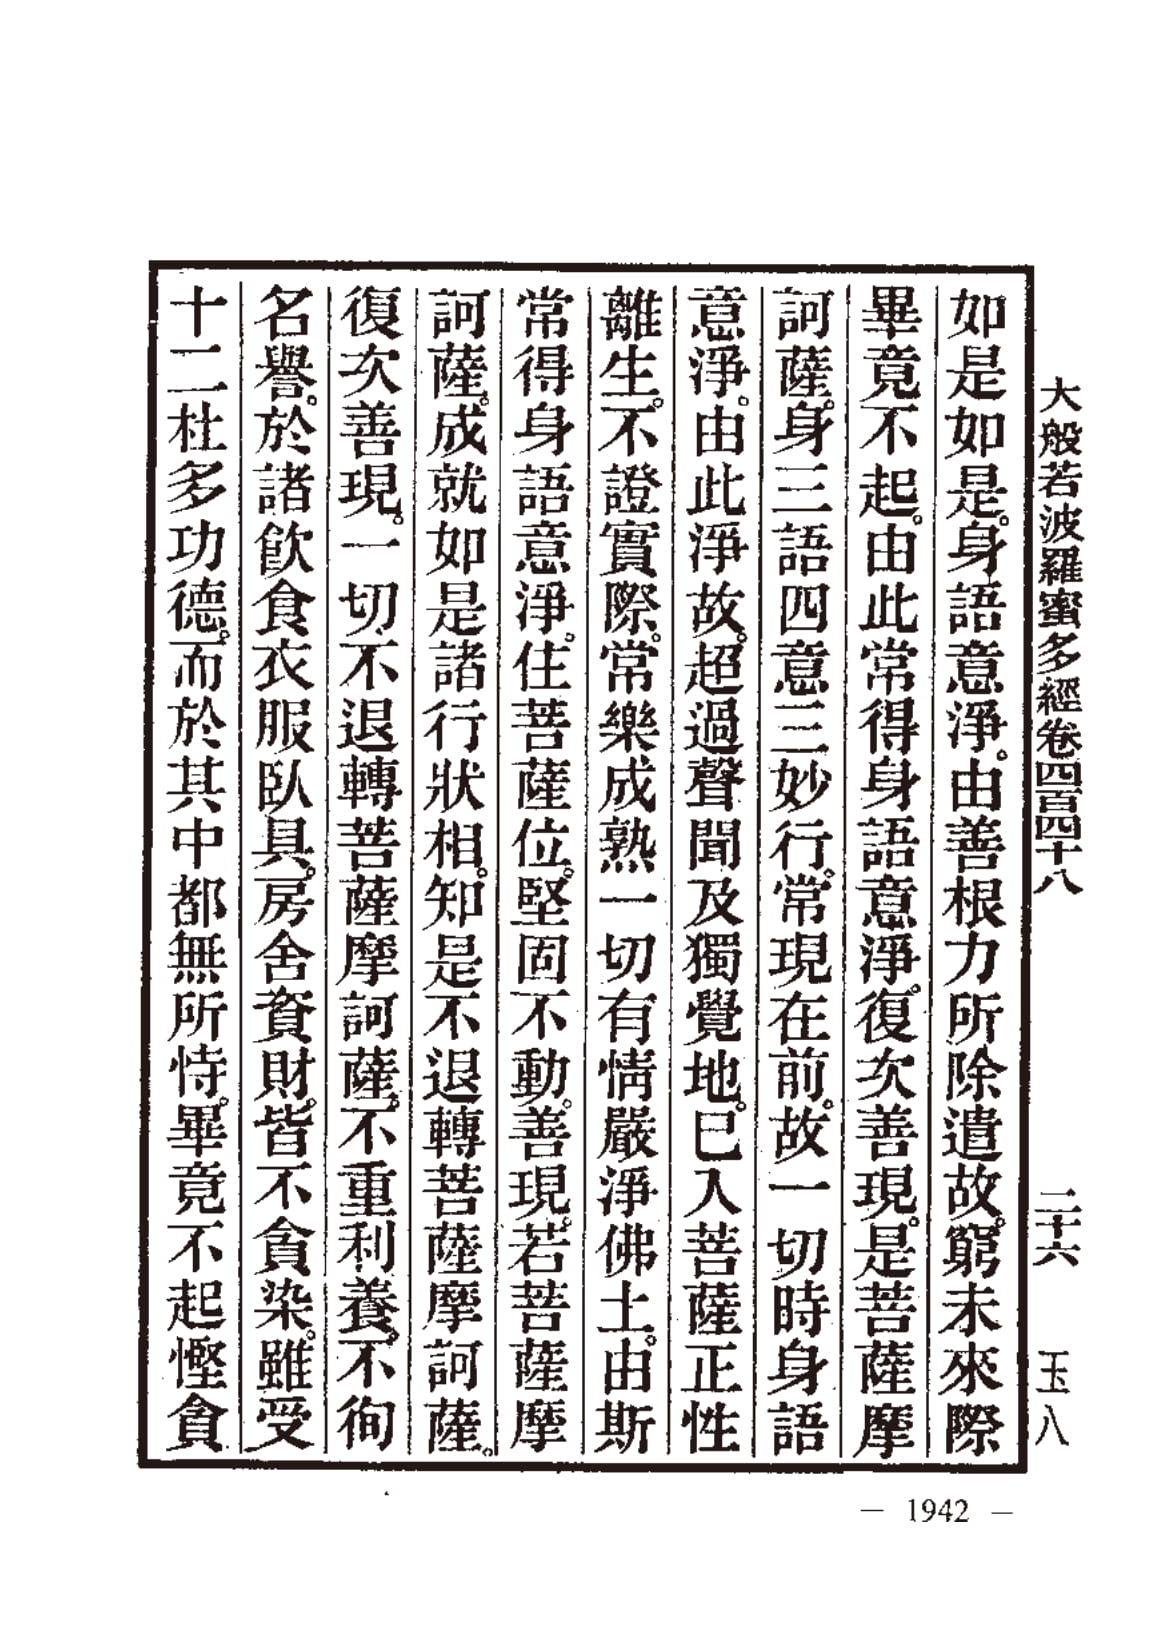 大般若波羅蜜多經卷四百四十八　二十六　玉八
如是如是。身語意淨。由善根力所除遣故。窮未來際
畢竟不起。由此常得身語意淨。復次善現。是菩薩摩
訶薩。身三語四意三妙行。常現在前。故一切時身語
意淨。由此淨故。超過聲聞及獨覺地。已入菩薩正性
離生。不證實際。常樂成熟一切有情嚴淨佛土。由斯
常得身語意淨。住菩薩位。堅固不動。善現。若菩薩摩
訶薩。成就如是諸行狀相。知是不退轉菩薩摩訶薩。
復次善現。一切不退轉菩薩摩訶薩。不重利養。不徇
名譽。於諸飲食衣服臥具。房舍資財。皆不貪染。雖受
十二杜多功德。而於其中都無所恃。畢竟不起慳貪
— 1942 —